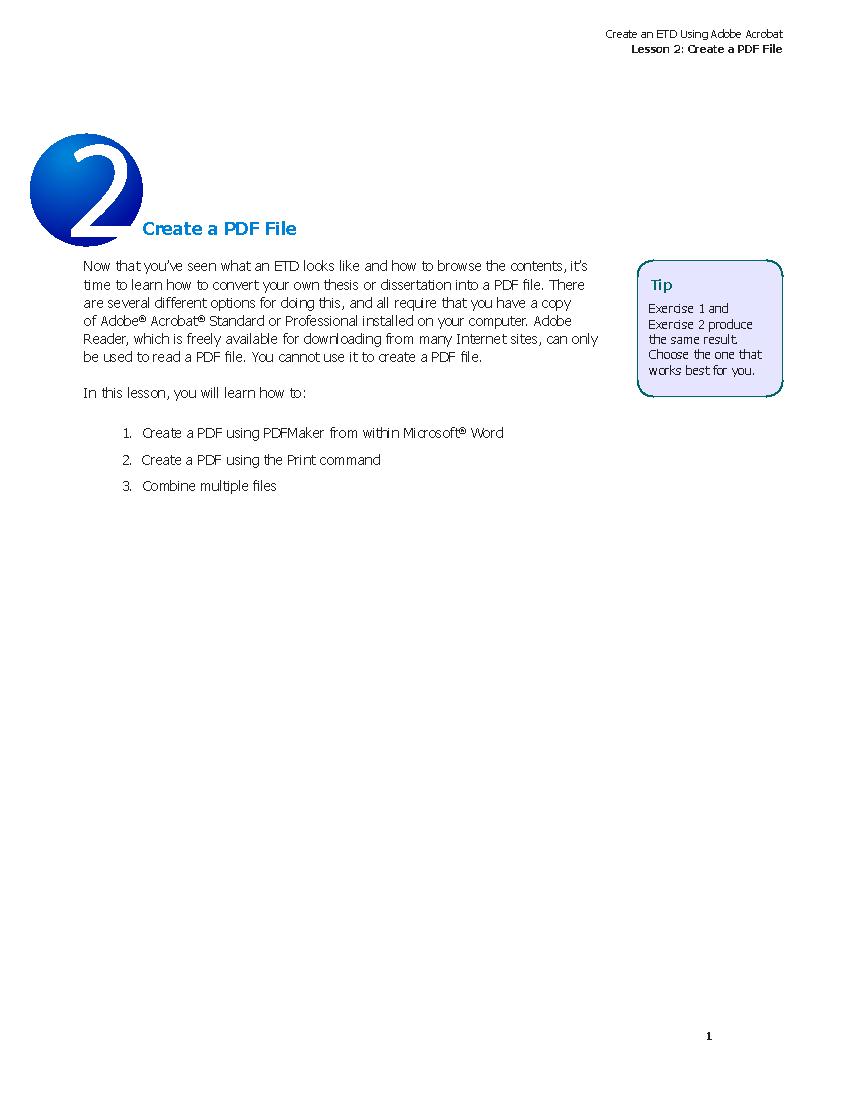 Create an ETD Using Adobe Acrobat
Lesson 2: Create a PDF File
2
Create a PDF File
Now that you've seen what an ETD looks like and how to browse the contents, it's
time to learn how to convert your own thesis or dissertation into a PDF file. There
are several different options for doing this, and all require that you have a copy
of Adobe® Acrobat® Standard or Professional installed on your computer. Adobe
Reader, which is freely available for downloading from many Internet sites, can only
be used to read a PDF file. You cannot use it to create a PDF file.
In this lesson, you will learn how to:
1. Create a PDF using PDFMaker from within Microsoft® Word
2. Create a PDF using the Print command
3. Combine multiple files
Tip
Exercise 1 and
Exercise 2 produce
the same result.
Choose the one that
works best for you.
1